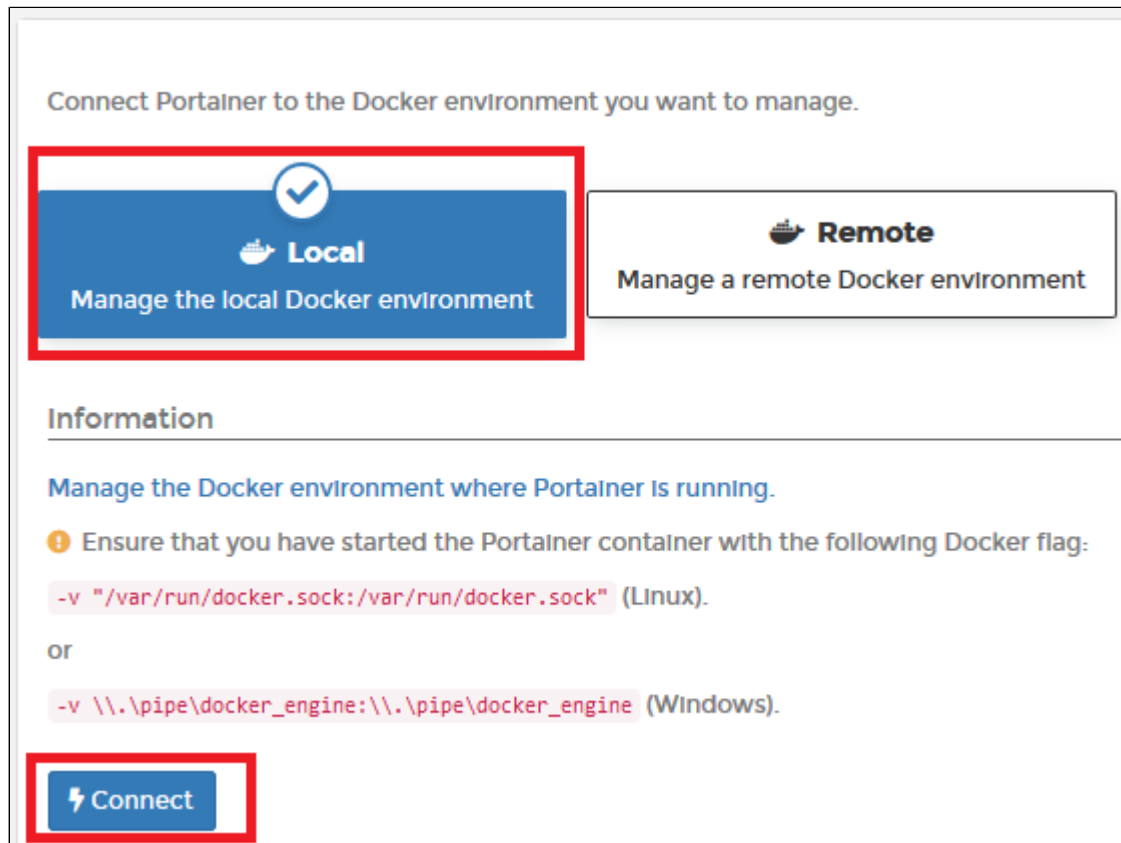 Connect Portainer to the Docker environment you want to manage.
Local
Manage the local Docker environment
Remote
Manage a remote Docker environment
Information
Manage the Docker environment where Portainer is running.
Ensure that you have started the Portainer container with the following Docker flag:
-v "/var/run/docker.sock:/var/run/docker.sock" (Linux).
or
-v \\.\pipe\docker_engine:\\.\pipe\docker_engine (Windows).
Connect